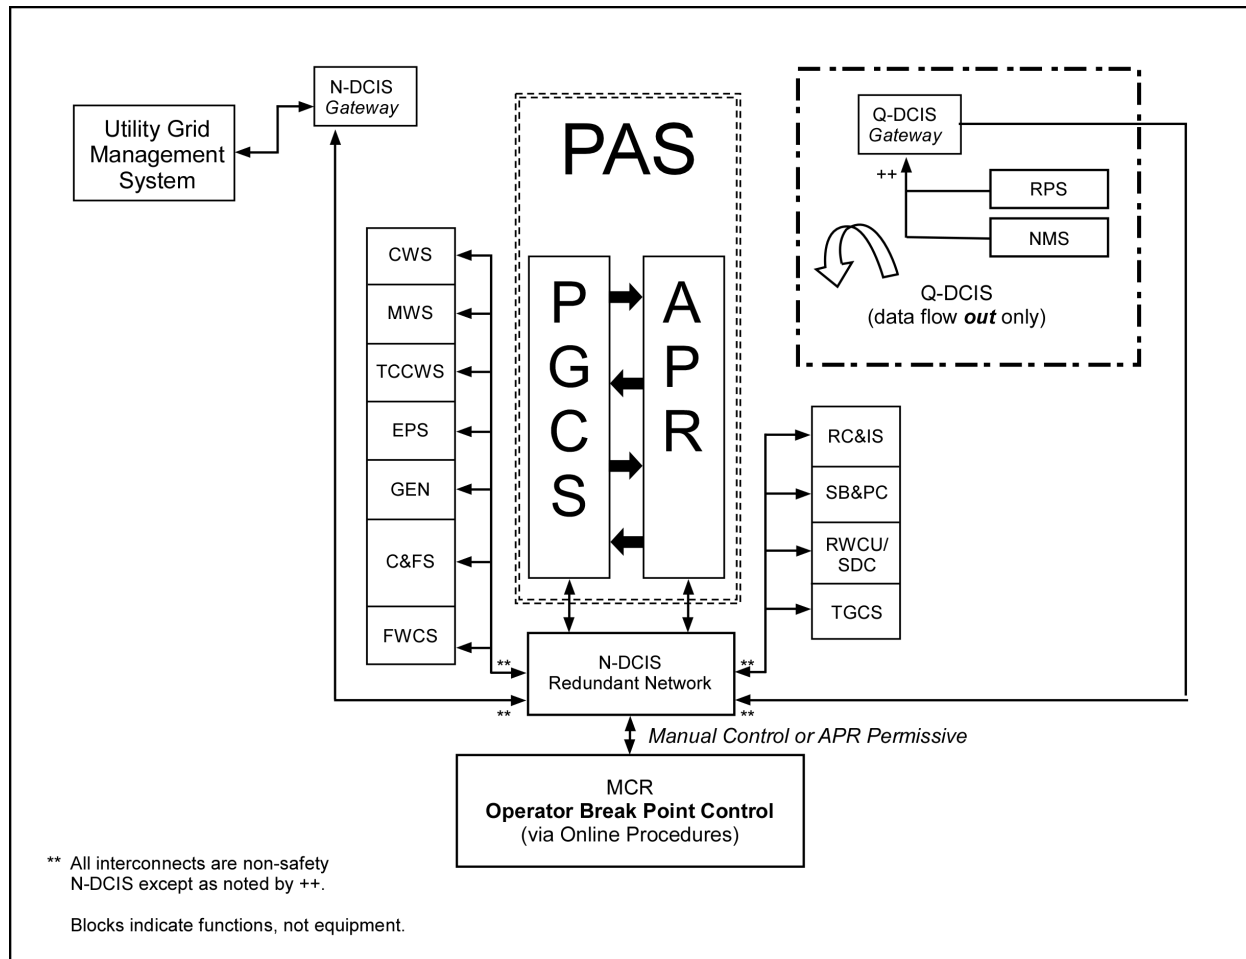 N-DCIS
Gateway
Utility Grid
Management
System
PAS
Q-DCIS
Gateway
++
RPS
NMS
Q-DCIS
(data flow out only)
CWS
MWS
TCCWS
EPS
GEN
C&FS
FWCS
P
G
C
S
A
P
R
RC&IS
SB&PC
RWCU/
SDC
TGCS
**
**
N-DCIS
Redundant Network
**
**
Manual Control or APR Permissive
MCR
Operator Break Point Control
(via Online Procedures)
** All interconnects are non-safety
N-DCIS except as noted by ++.
Blocks indicate functions, not equipment.